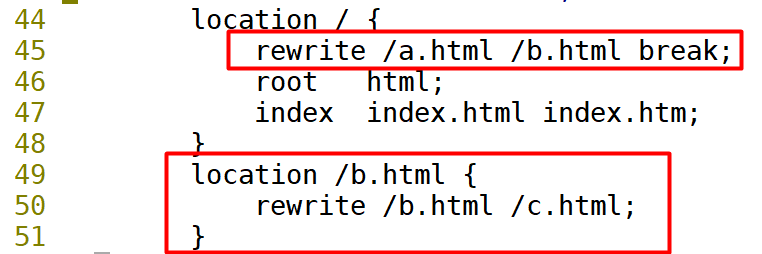 44 location / {
45 rewrite /a.html /b.html break;
46 root html;
47 index index.html index.htm;
48 }
49 location /b.html {
50 rewrite /b.html /c.html;
51 }